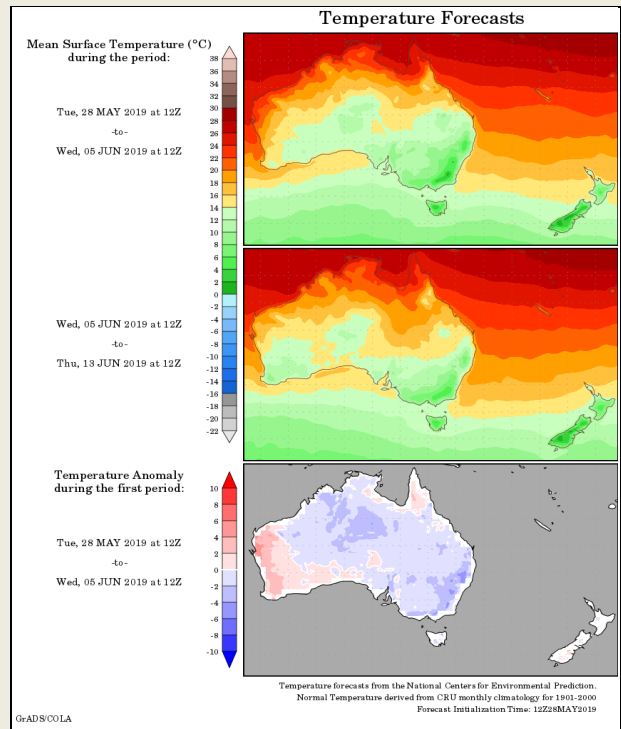 Temperature Forecasts
Mean Surface Temperature (°C)
during the period:
38
36
34
32
30
28
26
24
22
20
18
16
14
12
10
8
6
4
2
0
-2
-4
-6
-8
-10
-12
-14
-16
-17
-20
-22
Tue, 28 MAY 2019 at 12Z
-to-
Wed, 05 JUN 2019 at 12Z
Wed, 05 JUN 2019 at 12Z
-to-
Thu, 13 JUN 2019 at 12Z
Temperature Anomaly
during the first period:
10
8
6
4
2
0
-2
-4
-6
-8
-10
Tue, 28 MAY 2019 at 12Z
-to-
Wed, 05 JUN 2019 at 12Z
Temperature forecasts from the National Centers for Environmental Prediction.
Normal Temperature derived from CRU monthly climatology for 1901-2000
Forecast Initialization Time: 12Z28MAY2019
GrADS/COLA